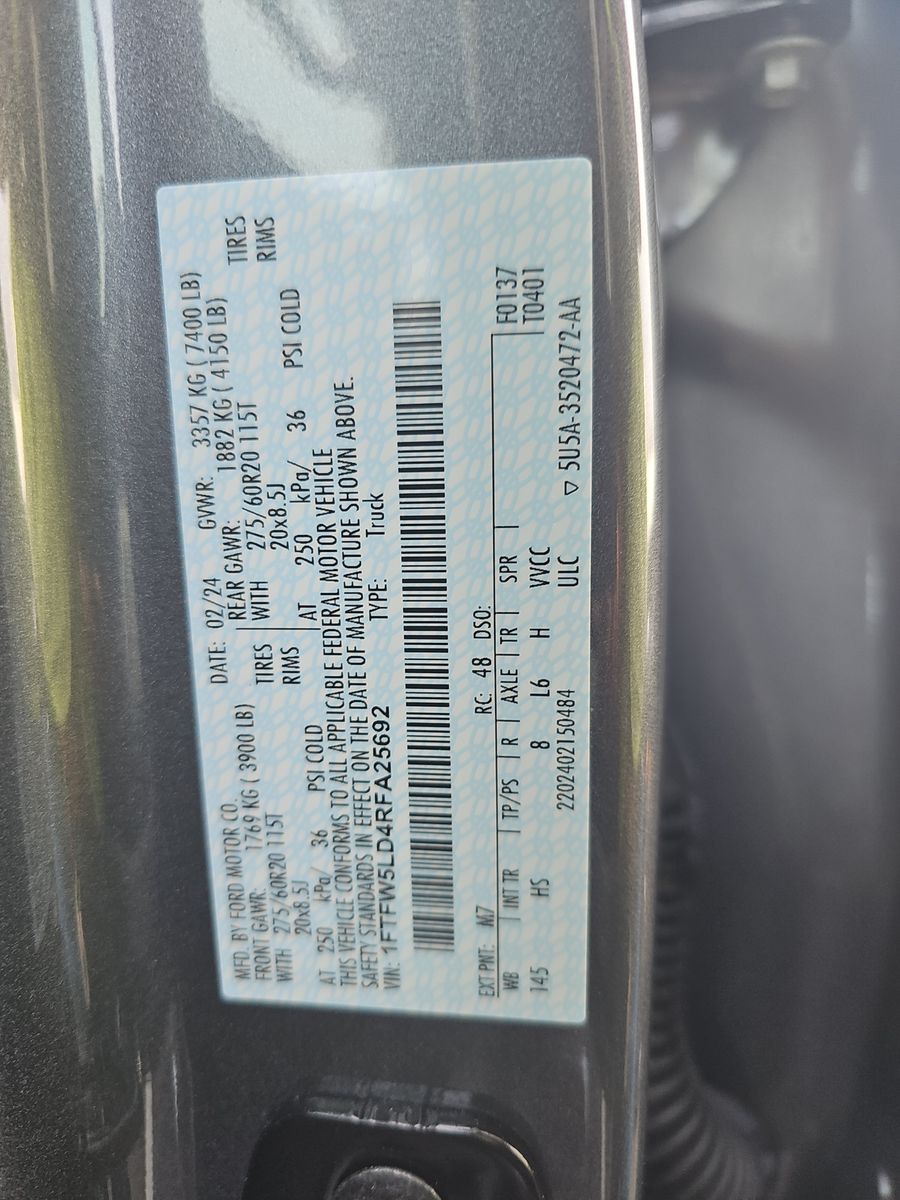 MFD. BY FORD MOTOR CO. DATE: 02/24 GVWR: 3357 KG ( 7400 LB)
FRONT GAWR: 1769 KG ( 3900 LB) REAR GAWR: 1882 KG ( 4150 LB)
WITH 275/60R20 115T TIRES WITH 275/60R20 115T TIRES
20x8.5J RIMS 20x8.5J RIMS
AT 250 kPa/ 36 PSI COLD AT 250 kPa/ 36 PSI COLD
THIS VEHICLE CONFORMS TO ALL APPLICABLE FEDERAL MOTOR VEHICLE
SAFETY STANDARDS IN EFFECT ON THE DATE OF MANUFACTURE SHOWN ABOVE.
VIN: 1FTFW5LD4RFA25692 TYPE: Truck
EXT PNT: M7 RC: 48 DSO: F0137
WB INT TR TP/PS R AXLE TR SPR T0401
145 HS 8 L6 H VVCC
2202402150484 ULC ▽ 5U5A-3520472-AA